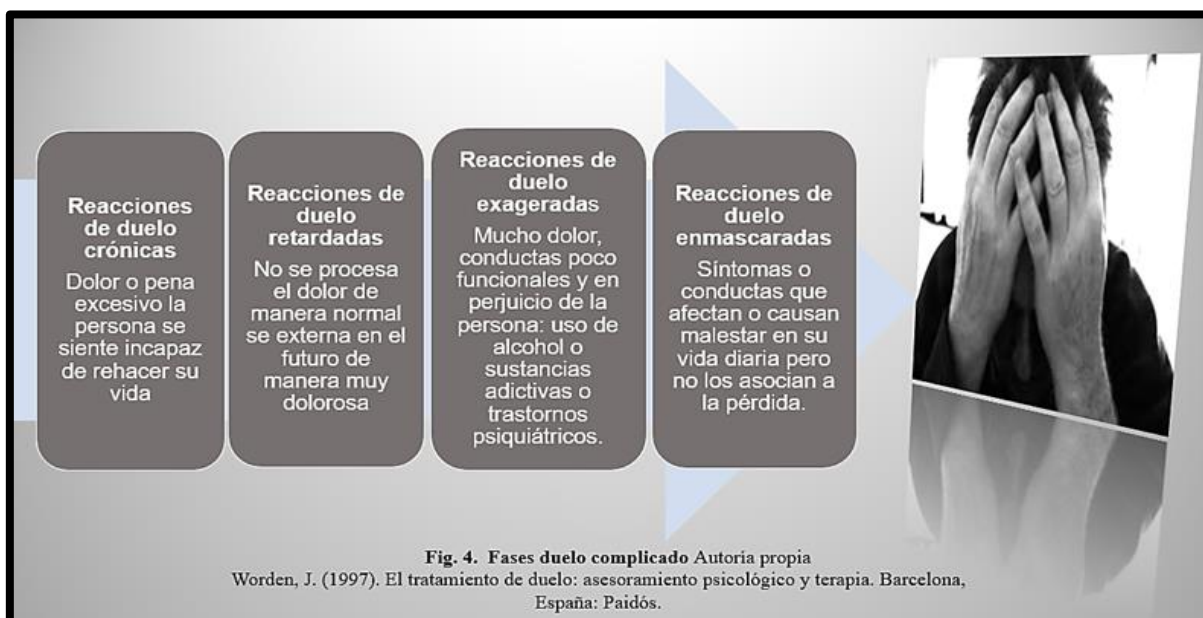 Reacciones
de duelo
crónicas
Dolor o pena
excesivo la
persona se
siente incapaz
de rehacer su
vida
Reacciones de
duelo
retardadas
No se procesa
el dolor de
manera normal
se externa en el
futuro de
manera muy
dolorosa
Reacciones de
duelo
exageradas
Mucho dolor,
conductas poco
funcionales y en
perjuicio de la
persona: uso de
alcohol o
sustancias
adictivas o
trastornos
psiquiátricos.
Reacciones de
duelo
enmascaradas
Síntomas o
conductas que
afectan o causan
malestar en su
vida diaria pero
no los asocian a
la pérdida.
Fig. 4. Fases duelo complicado Autoría propia
Worden, J. (1997). El tratamiento de duelo: asesoramiento psicológico y terapia. Barcelona,
España: Paidós.